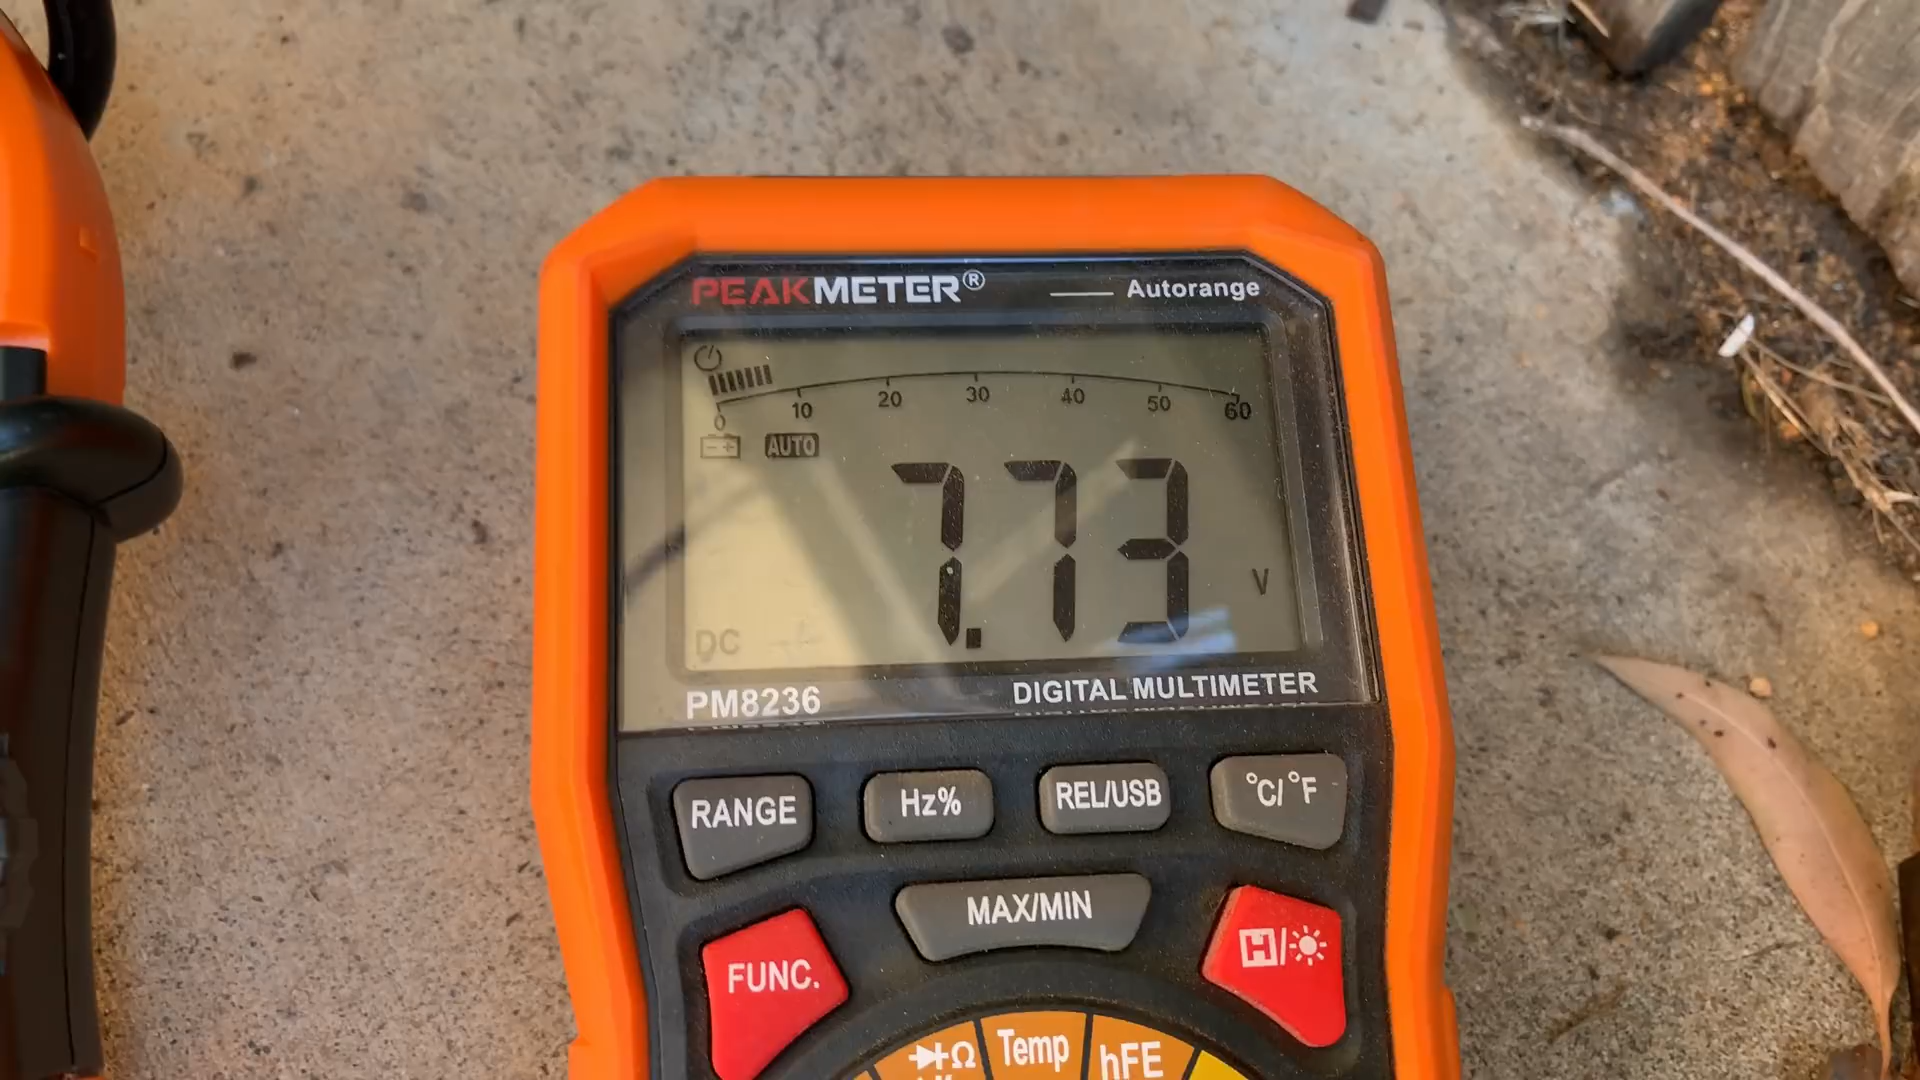 PEAKMETER® Autorange
0 10 20 30 40 50 60
AUTO
7.73 V
DC
PM8236 DIGITAL MULTIMETER
RANGE Hz% REL/USB °C/°F
MAX/MIN
FUNC. H/
Ω Temp hFE